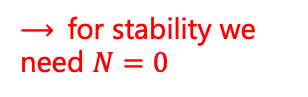 → for stability we
need N = 0